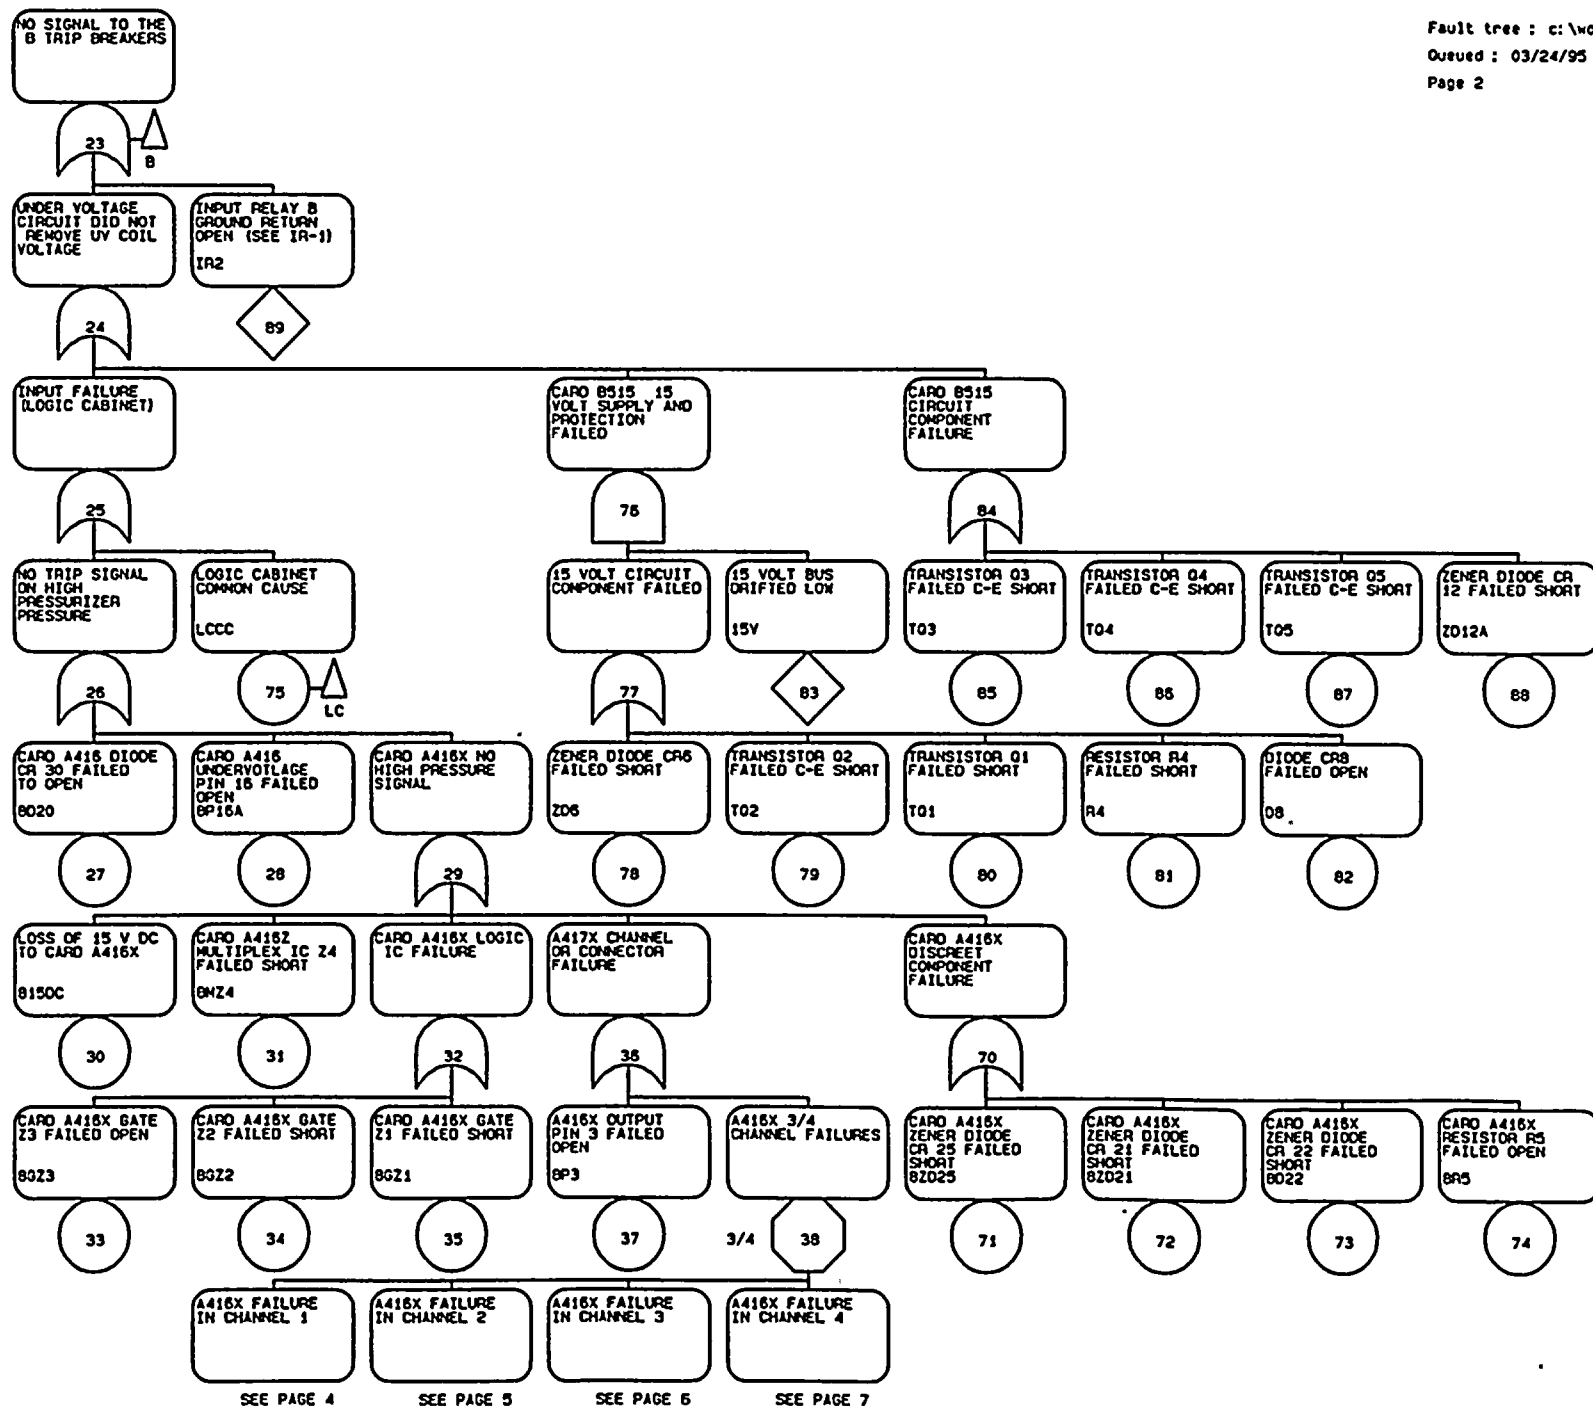 NO SIGNAL TO THE
B TRIP BREAKERS
Fault tree : c:\wo
Queued : 03/24/95
Page 2
23
B
UNDER VOLTAGE
CIRCUIT DID NOT
REMOVE UV COIL
VOLTAGE
INPUT RELAY B
GROUND RETURN
OPEN (SEE IR-1)
IR2
24
89
INPUT FAILURE
(LOGIC CABINET)
CARD B515 15
VOLT SUPPLY AND
PROTECTION
FAILED
CARD B515
CIRCUIT
COMPONENT
FAILURE
25
76
84
NO TRIP SIGNAL
ON HIGH
PRESSURIZER
PRESSURE
LOGIC CABINET
COMMON CAUSE
LCCC
15 VOLT CIRCUIT
COMPONENT FAILED
15 VOLT BUS
DRIFTED LOW
15V
TRANSISTOR Q3
FAILED C-E SHORT
TQ3
TRANSISTOR Q4
FAILED C-E SHORT
TQ4
TRANSISTOR Q5
FAILED C-E SHORT
TQ5
ZENER DIODE CR
12 FAILED SHORT
ZD12A
26
75
LC
77
83
85
86
87
88
CARD A416 DIODE
CR 30 FAILED
TO OPEN
BD20
CARD A416
UNDERVOTLAGE
PIN 16 FAILED
OPEN
BP16A
CARD A416X NO
HIGH PRESSURE
SIGNAL
ZENER DIODE CR6
FAILED SHORT
ZD6
TRANSISTOR Q2
FAILED C-E SHORT
TQ2
TRANSISTOR Q1
FAILED SHORT
TQ1
RESISTOR R4
FAILED SHORT
R4
DIODE CR8
FAILED OPEN
D8
27
28
29
78
79
80
81
82
LOSS OF 15 V DC
TO CARD A416X
B15DC
CARD A416Z
MULTIPLEX IC Z4
FAILED SHORT
BMZ4
CARD A416X LOGIC
IC FAILURE
A417X CHANNEL
OR CONNECTOR
FAILURE
CARD A416X
DISCREET
COMPONENT
FAILURE
30
31
32
36
70
CARD A416X GATE
Z3 FAILED OPEN
BGZ3
CARD A416X GATE
Z2 FAILED SHORT
BGZ2
CARD A416X GATE
Z1 FAILED SHORT
BGZ1
A416X OUTPUT
PIN 3 FAILED
OPEN
BP3
A416X 3/4
CHANNEL FAILURES
CARD A416X
ZENER DIODE
CR 25 FAILED
SHORT
BZD25
CARD A416X
ZENER DIODE
CR 21 FAILED
SHORT
BZD21
CARD A416X
ZENER DIODE
CR 22 FAILED
SHORT
BD22
CARD A416X
RESISTOR R5
FAILED OPEN
BR5
33
34
35
37
3/4
38
71
72
73
74
A416X FAILURE
IN CHANNEL 1
A416X FAILURE
IN CHANNEL 2
A416X FAILURE
IN CHANNEL 3
A416X FAILURE
IN CHANNEL 4
SEE PAGE 4
SEE PAGE 5
SEE PAGE 6
SEE PAGE 7